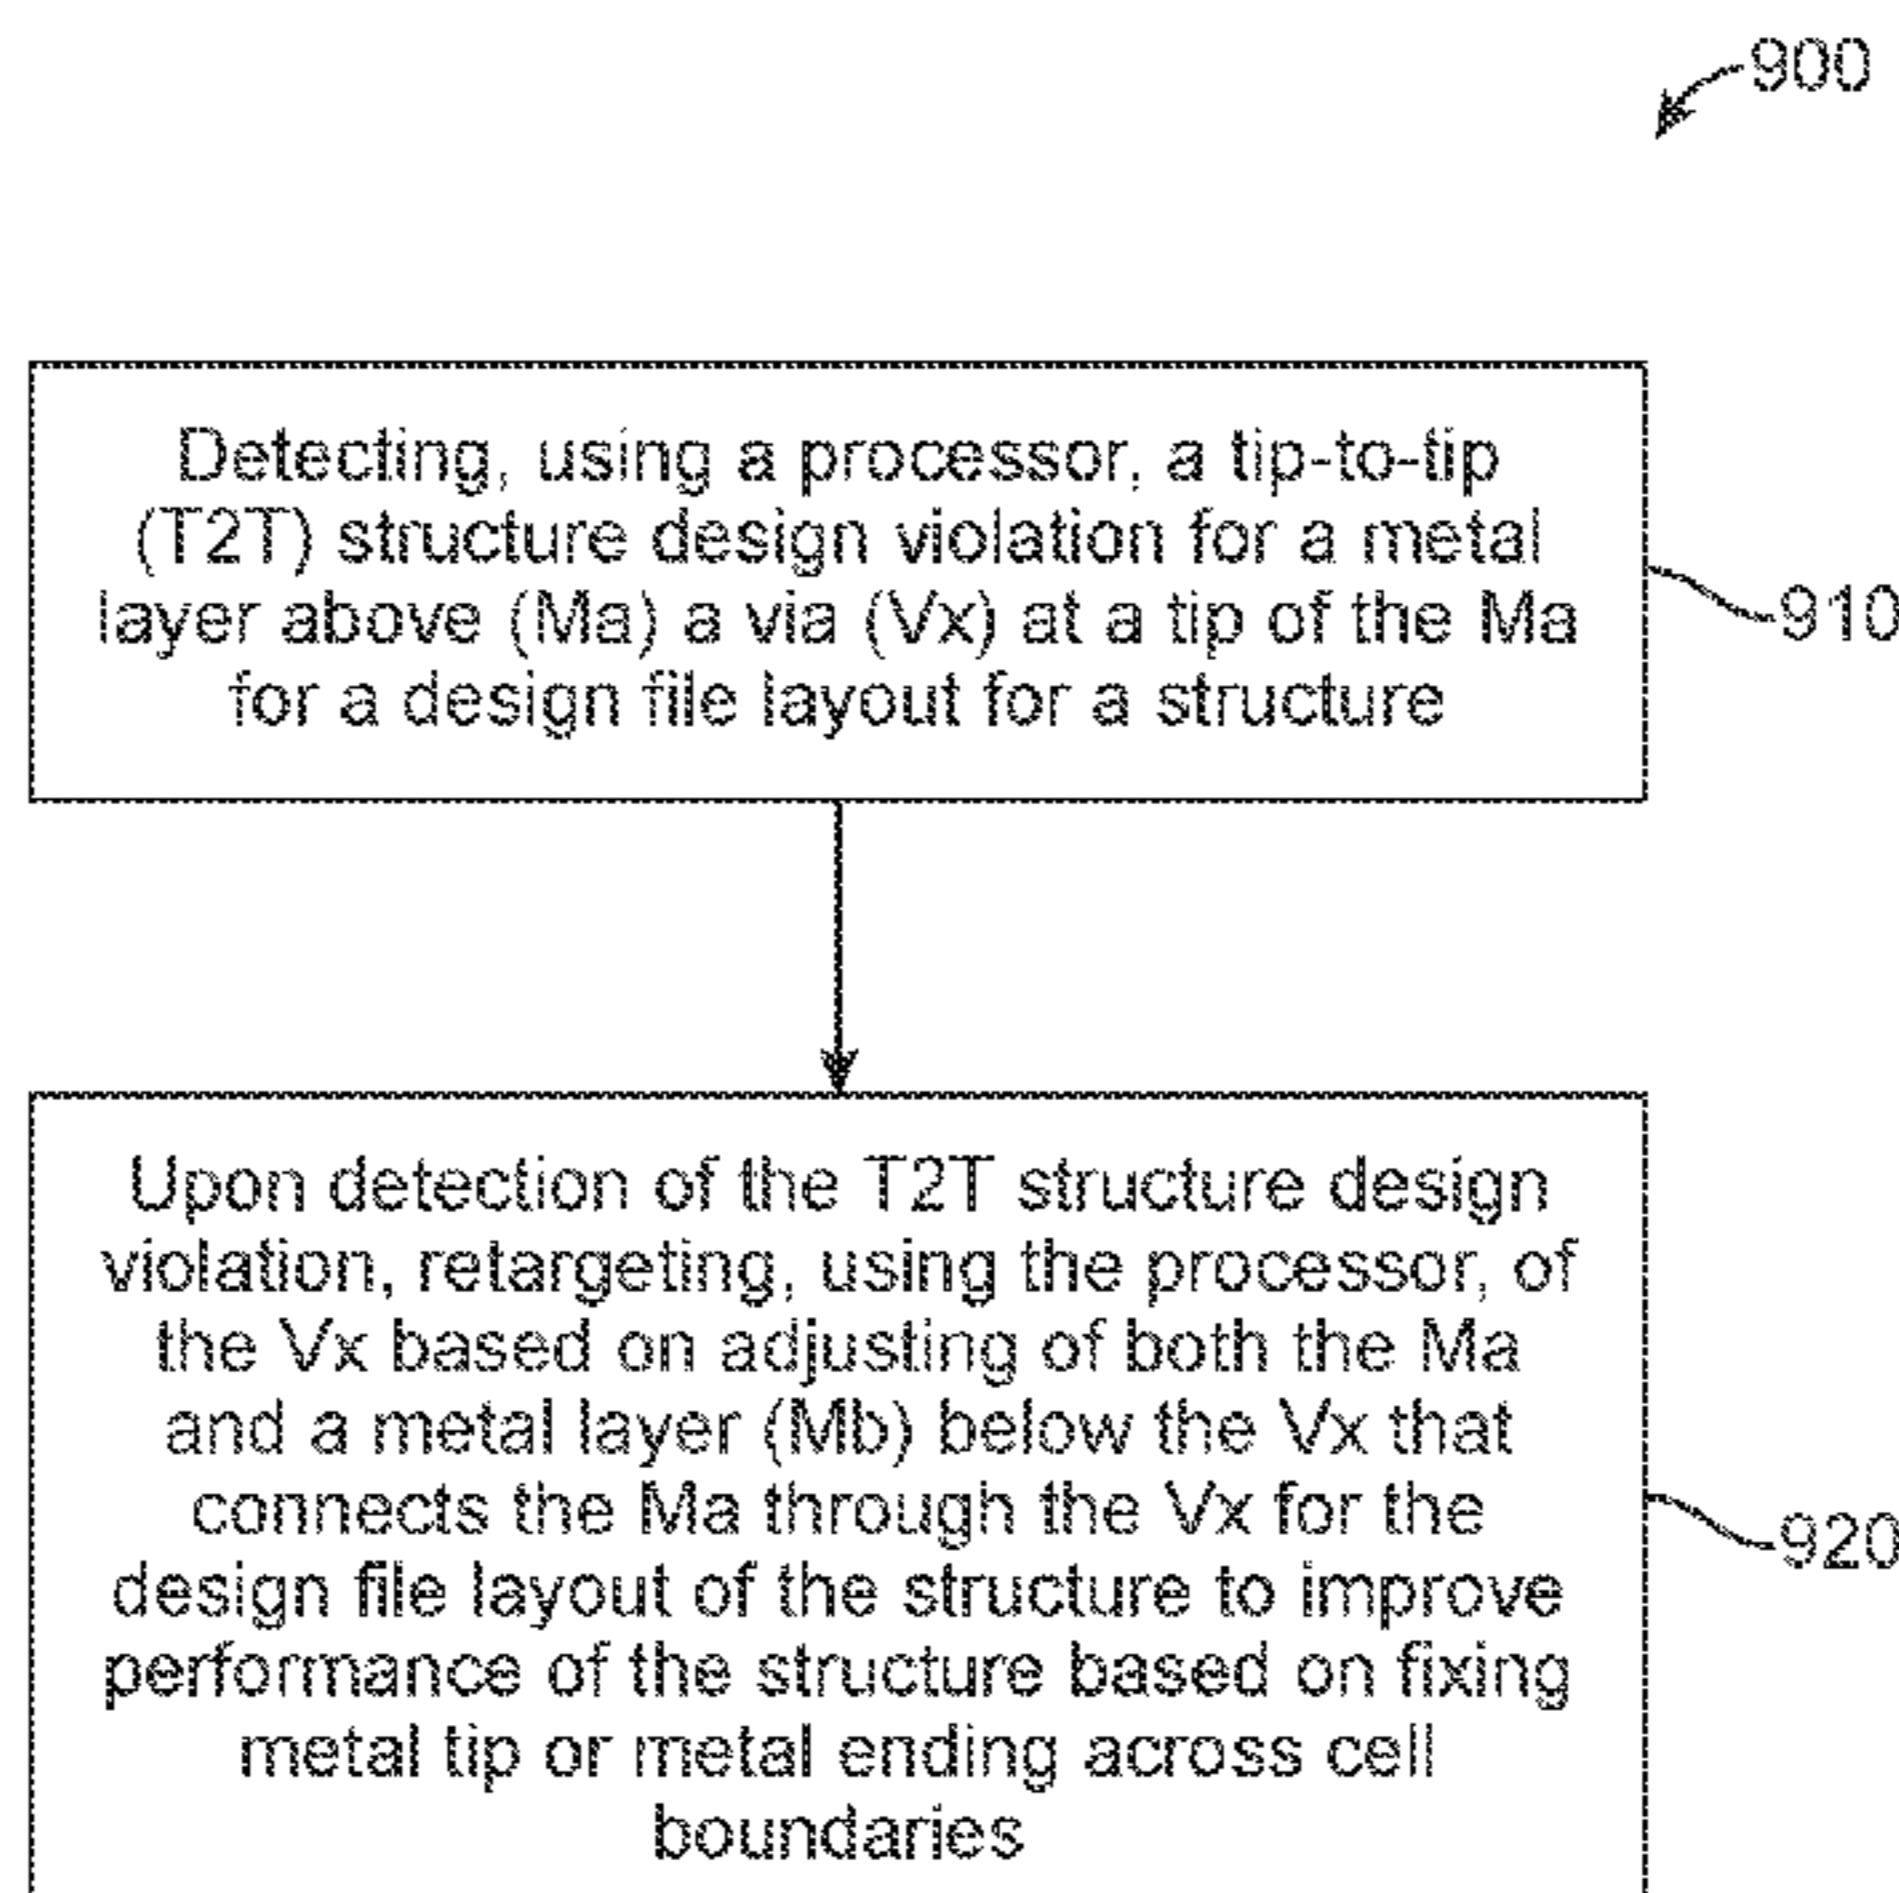 900
Detecting, using a processor, a tip-to-tip
(T2T) structure design violation for a metal
layer above (Ma) a via (Vx) at a tip of the Ma
for a design file layout for a structure
910
Upon detection of the T2T structure design
violation, retargeting, using the processor, of
the Vx based on adjusting of both the Ma
and a metal layer (Mb) below the Vx that
connects the Ma through the Vx for the
design file layout of the structure to improve
performance of the structure based on fixing
metal tip or metal ending across cell
boundaries
920